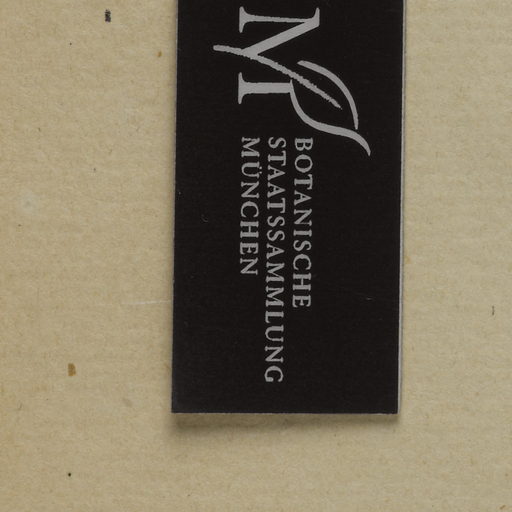 M
BOTANISCHE
STAATSSAMMLUNG
MÜNCHEN